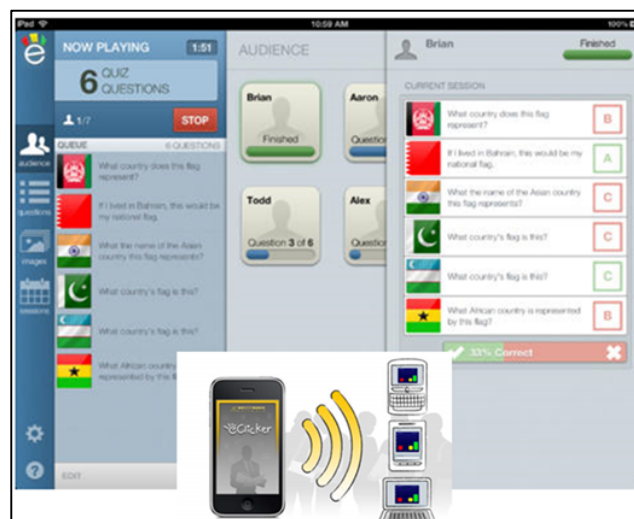 iPad
10:59 AM
100%
NOW PLAYING
1:51
6 QUIZ QUESTIONS
1/7
STOP
QUEUE
6 QUESTIONS
What country does this flag
represent?
If I lived in Bahrain, this would be
my national flag.
What the name of the Asian
country this flag represents?
What country's flag is this?
What country's flag is this?
What African country
represented by this
EDIT
audience
questions
images
sessions
?
AUDIENCE
Brian
Finished
Aaron
Todd
Question 3 of 6
Alex
Brian
Finished
CURRENT SESSION
What country does this flag
represent?
B
If I lived in Bahrain, this would be my
national flag.
A
What the name of the Asian country
this flag represents?
C
What country's flag is this?
C
What country's flag is this?
C
What African country is represented
by this flag?
B
33% Correct
eClicker